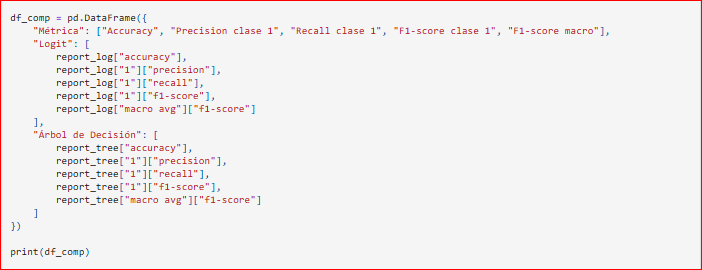 df_comp = pd.DataFrame({
    "Métrica": ["Accuracy", "Precision clase 1", "Recall clase 1", "F1-score clase 1", "F1-score macro"],
    "Logit": [
        report_log["accuracy"],
        report_log["1"]["precision"],
        report_log["1"]["recall"],
        report_log["1"]["f1-score"],
        report_log["macro avg"]["f1-score"]
    ],
    "Árbol de Decisión": [
        report_tree["accuracy"],
        report_tree["1"]["precision"],
        report_tree["1"]["recall"],
        report_tree["1"]["f1-score"],
        report_tree["macro avg"]["f1-score"]
    ]
})
print(df_comp)